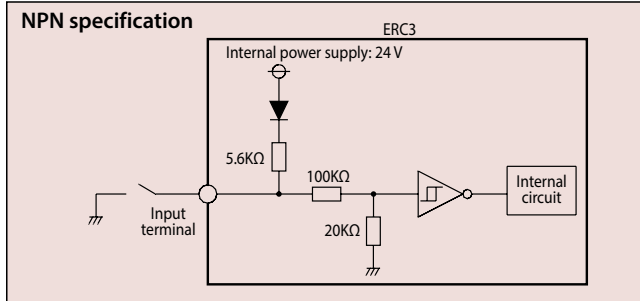 NPN specification
ERC3
Internal power supply: 24 V
5.6KΩ
100KΩ
Input
terminal
20KΩ
Internal
circuit